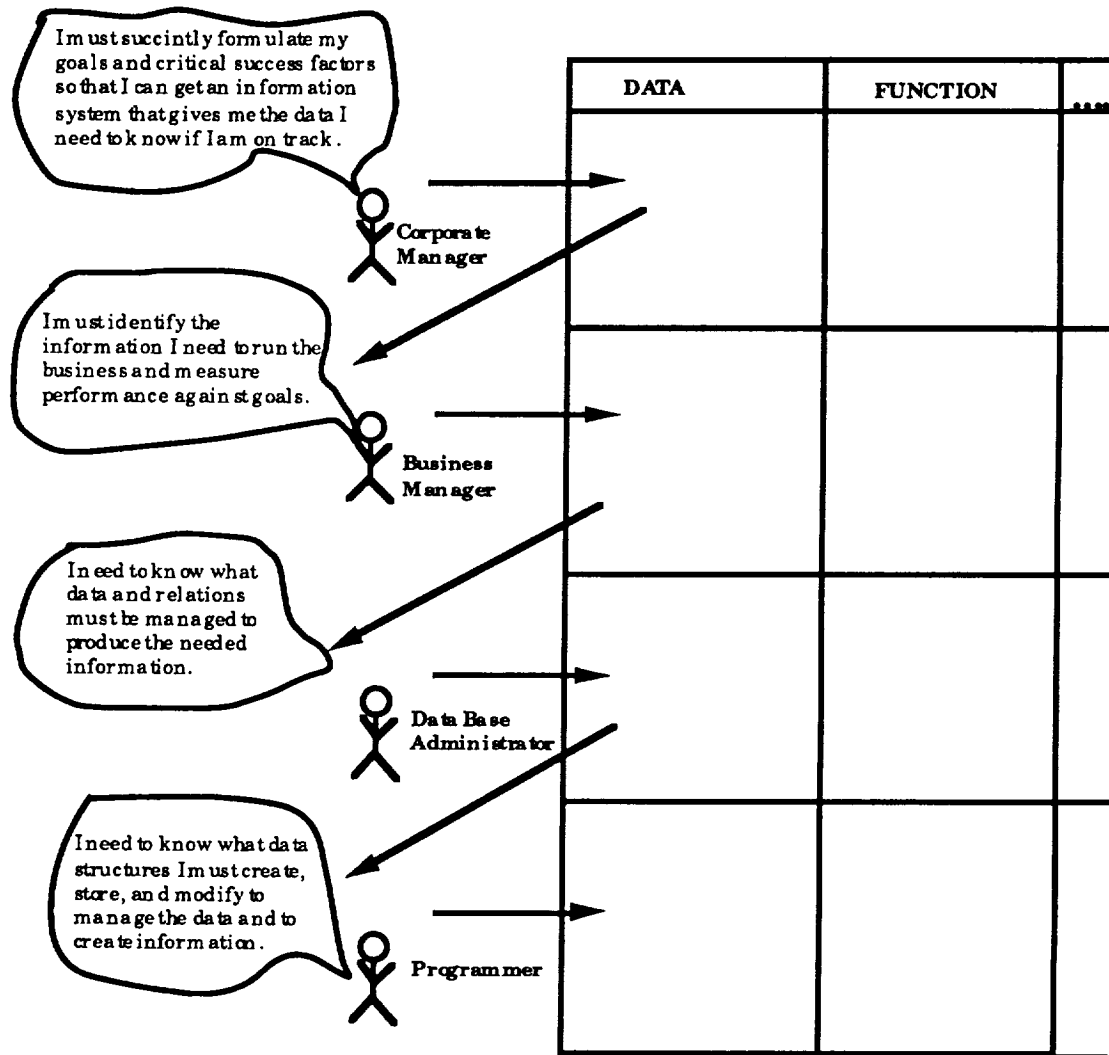 I must succintly formulate my
goals and critical success factors
so that I can get an information
system that gives me the data I
need to know if I am on track.
Corporate
Manager
DATA
FUNCTION
....
I must identify the
information I need to run the
business and measure
performance against goals.
Business
Manager
I need to know what
data and relations
must be managed to
produce the needed
information.
Data Base
Administrator
I need to know what data
structures I must create,
store, and modify to
manage the data and to
create information.
Programmer